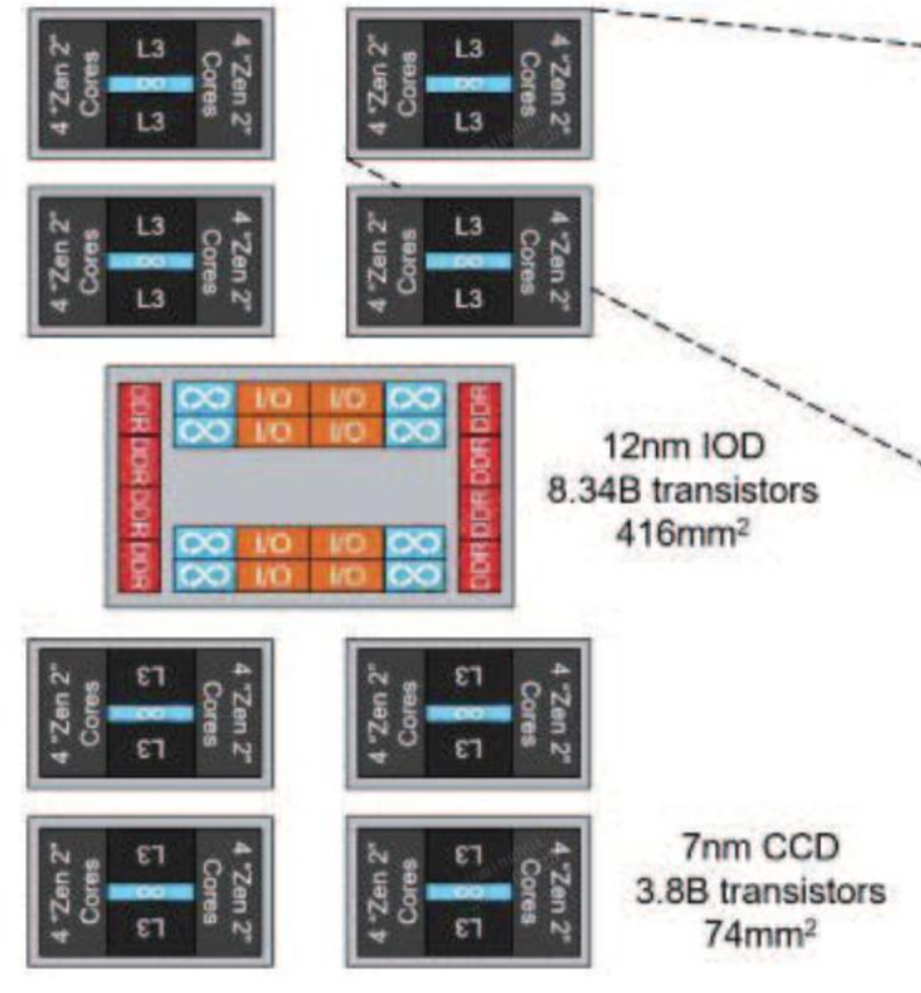 4 "Zen 2"
Cores
L3
∞
L3
4 "Zen 2"
Cores
4 "Zen 2"
Cores
L3
∞
L3
4 "Zen 2"
Cores
4 "Zen 2"
Cores
L3
∞
L3
4 "Zen 2"
Cores
4 "Zen 2"
Cores
L3
∞
L3
4 "Zen 2"
Cores
DDR
DDR
DDR
DDR
∞ I/O I/O ∞
∞ I/O I/O ∞
∞ I/O I/O ∞
∞ I/O I/O ∞
DDR
DDR
DDR
DDR
12nm IOD
8.34B transistors
416mm²
4 "Zen 2"
Cores
L3
∞
L3
4 "Zen 2"
Cores
4 "Zen 2"
Cores
L3
∞
L3
4 "Zen 2"
Cores
4 "Zen 2"
Cores
L3
∞
L3
4 "Zen 2"
Cores
4 "Zen 2"
Cores
L3
∞
L3
4 "Zen 2"
Cores
7nm CCD
3.8B transistors
74mm²